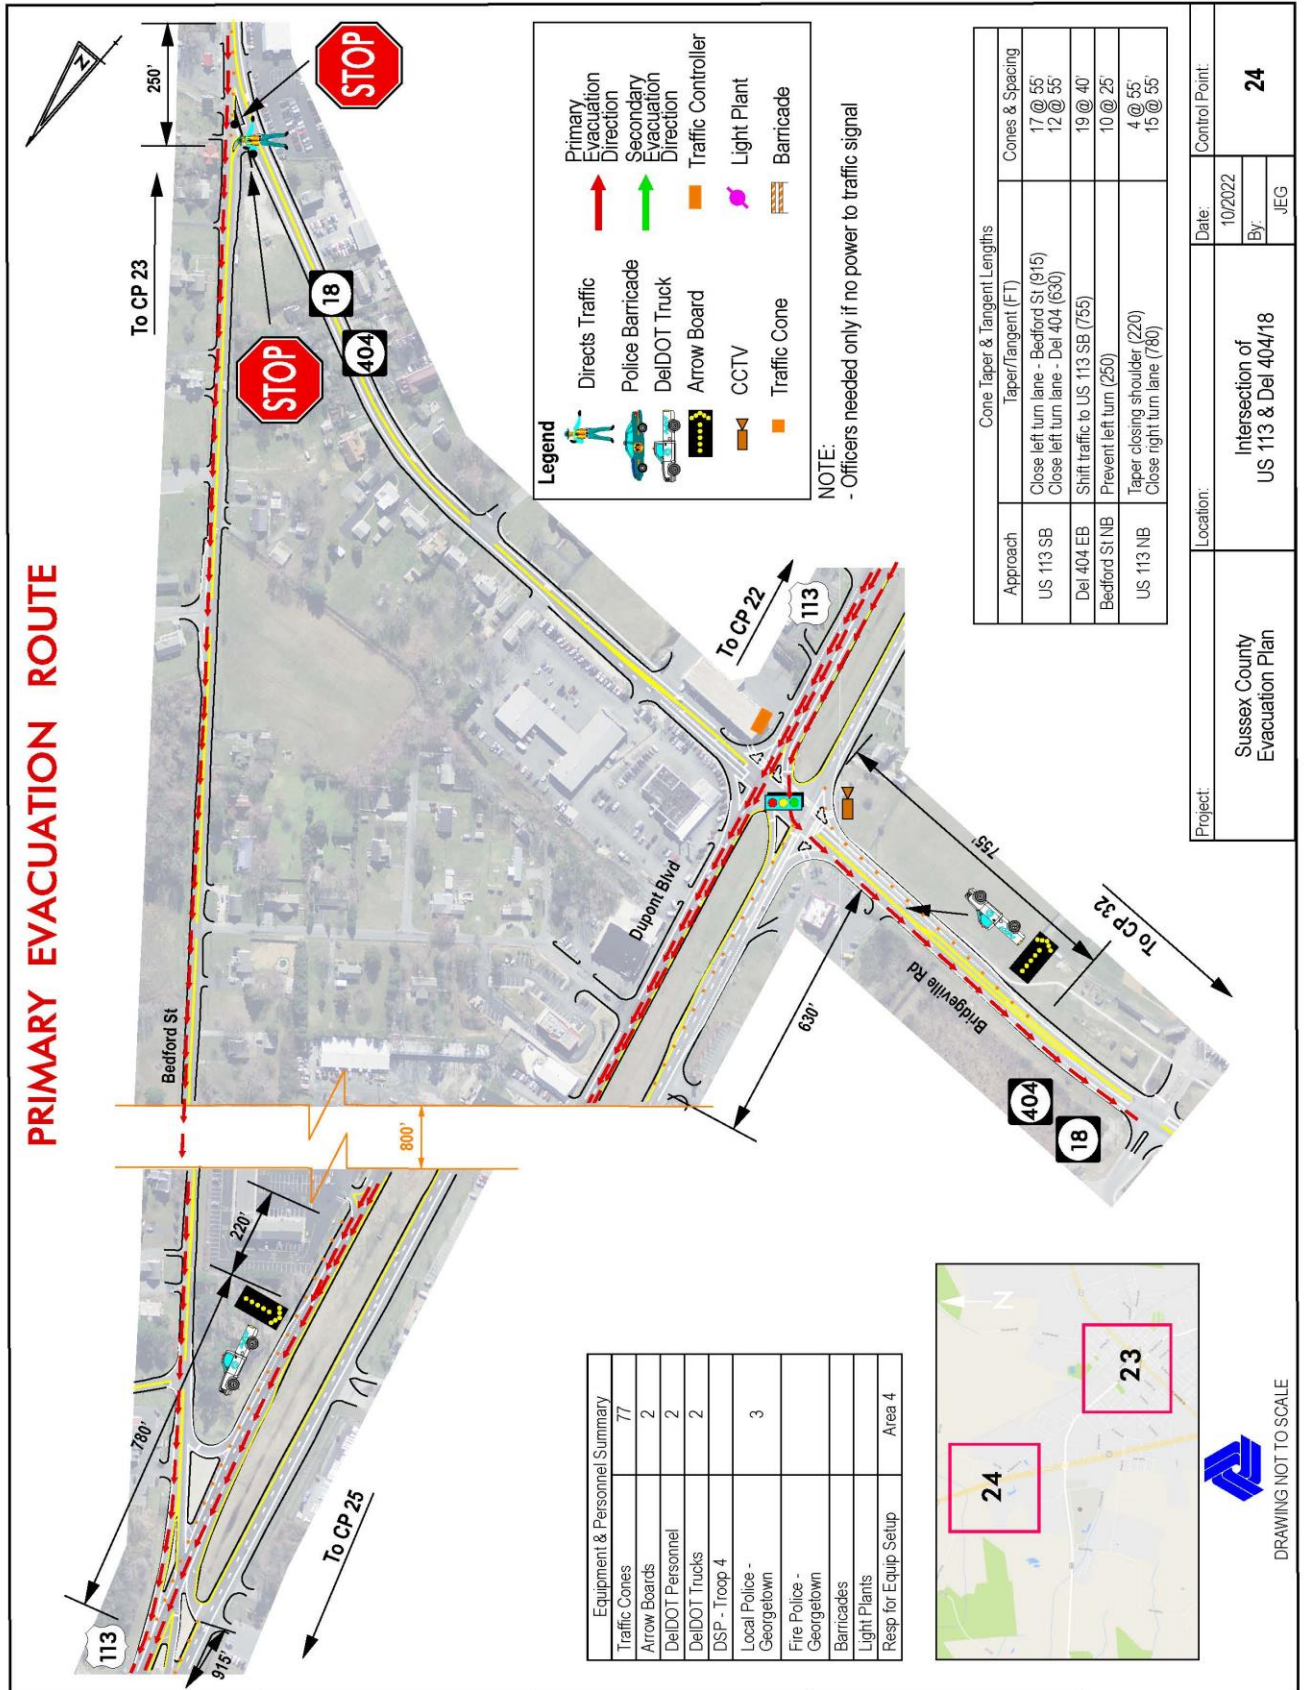 PRIMARY EVACUATION ROUTE
N
250'
STOP
To CP 23
STOP
18
404
Bedford St
Dupont Blvd
To CP 22
113
800'
220'
780'
113
915'
To CP 25
630'
755'
Bridgeville Rd
To CP 32
404
18
Legend
Directs Traffic
Police Barricade
DelDOT Truck
Arrow Board
CCTV
Traffic Cone
Primary
Evacuation
Direction
Secondary
Evacuation
Direction
Traffic Controller
Light Plant
Barricade
NOTE:
- Officers needed only if no power to traffic signal
Cone Taper & Tangent Lengths
Approach Taper/Tangent (FT) Cones & Spacing
US 113 SB Close left turn lane - Bedford St (915) 17 @ 55'
Close left turn lane - Del 404 (630) 12 @ 55'
Del 404 EB Shift traffic to US 113 SB (755) 19 @ 40'
Bedford St NB Prevent left turn (250) 10 @ 25'
US 113 NB Taper closing shoulder (220) 4 @ 55'
Close right turn lane (780) 15 @ 55'
Equipment & Personnel Summary
Traffic Cones 77
Arrow Boards 2
DelDOT Personnel 2
DelDOT Trucks 2
DSP - Troop 4
Local Police - 3
Georgetown
Fire Police -
Georgetown
Barricades
Light Plants
Resp for Equip Setup Area 4
N
24
23
DRAWING NOT TO SCALE
Project:
Sussex County
Evacuation Plan
Location:
Intersection of
US 113 & Del 404/18
Date:
10/2022
By:
JEG
Control Point:
24